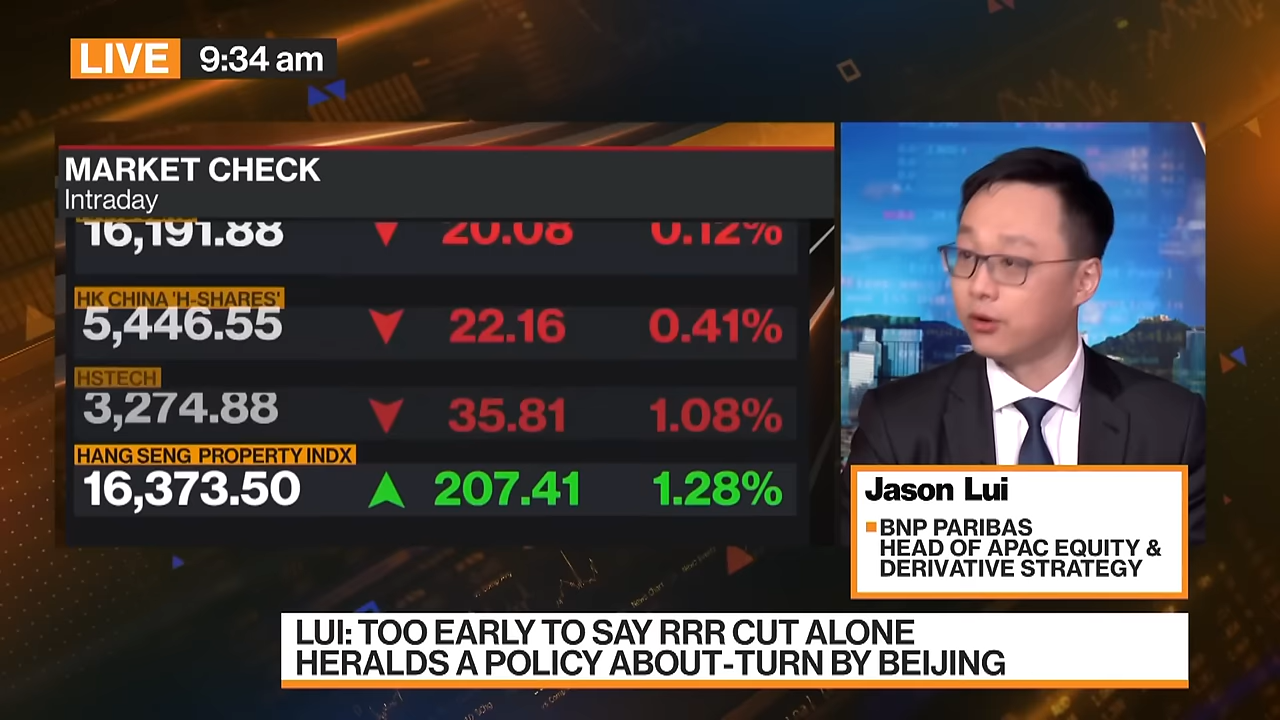 LIVE 9:34 am
MARKET CHECK
Intraday
16,191.88 ▼ 20.08 0.12%
HK CHINA 'H-SHARES'
5,446.55 ▼ 22.16 0.41%
HSTECH
3,274.88 ▼ 35.81 1.08%
HANG SENG PROPERTY INDX
16,373.50 ▲ 207.41 1.28%
Jason Lui
BNP PARIBAS
HEAD OF APAC EQUITY &
DERIVATIVE STRATEGY
LUI: TOO EARLY TO SAY RRR CUT ALONE
HERALDS A POLICY ABOUT-TURN BY BEIJING